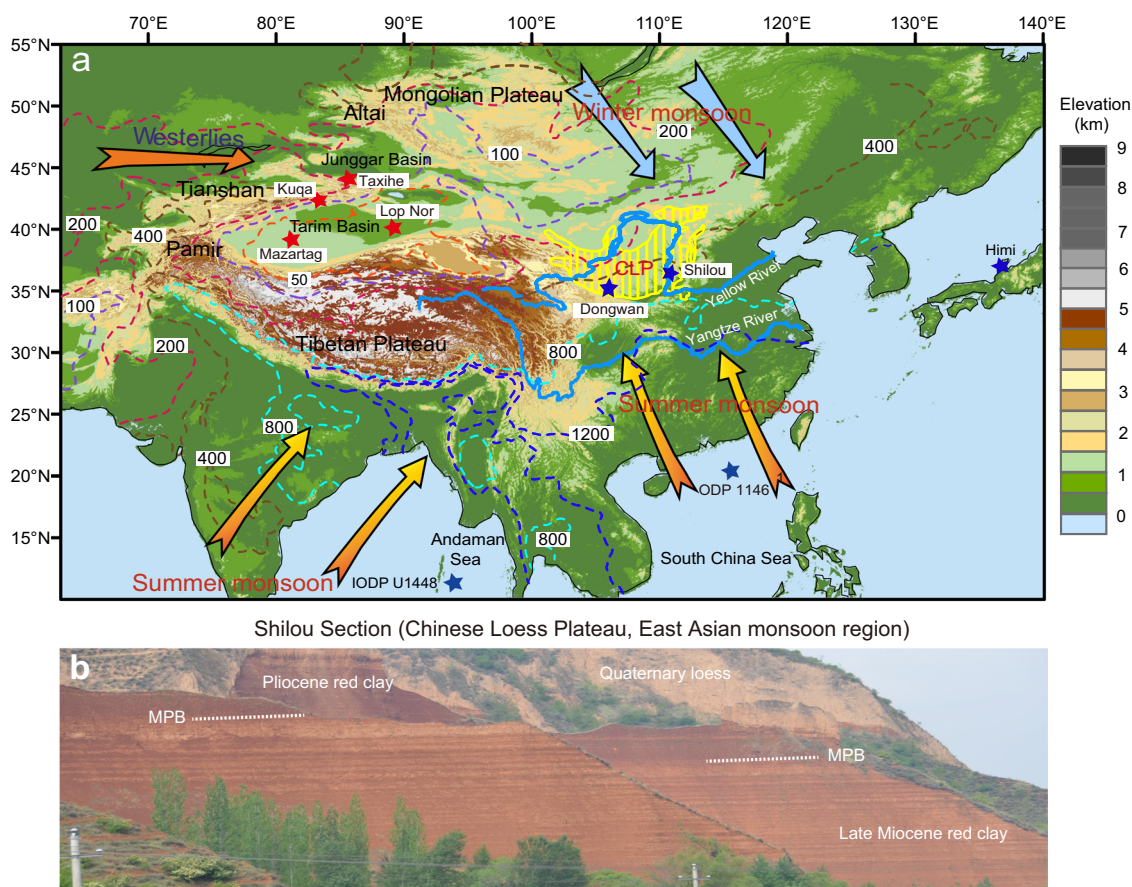 70°E 80°E 90°E 100°E 110°E 120°E 130°E 140°E
55°N
a
50°N
45°N
40°N
35°N
30°N
25°N
20°N
15°N
Mongolian Plateau
Altai
Winter monsoon
200
400
100
Westerlies
Junggar Basin
Taxihe
Tianshan
Kuqa
Lop Nor
200
400
Tarim Basin
Pamir
Mazartag
50
CLP
Shilou
Himi
Dongwan
Yellow River
100
Yangtze River
Tibetan Plateau
200
800
Summer monsoon
800
1200
400
ODP 1146
Andaman
Sea
800
South China Sea
Summer monsoon
IODP U1448
Elevation
(km)
9
8
7
6
5
4
3
2
1
0
Shilou Section (Chinese Loess Plateau, East Asian monsoon region)
b
Quaternary loess
Pliocene red clay
MPB
MPB
Late Miocene red clay